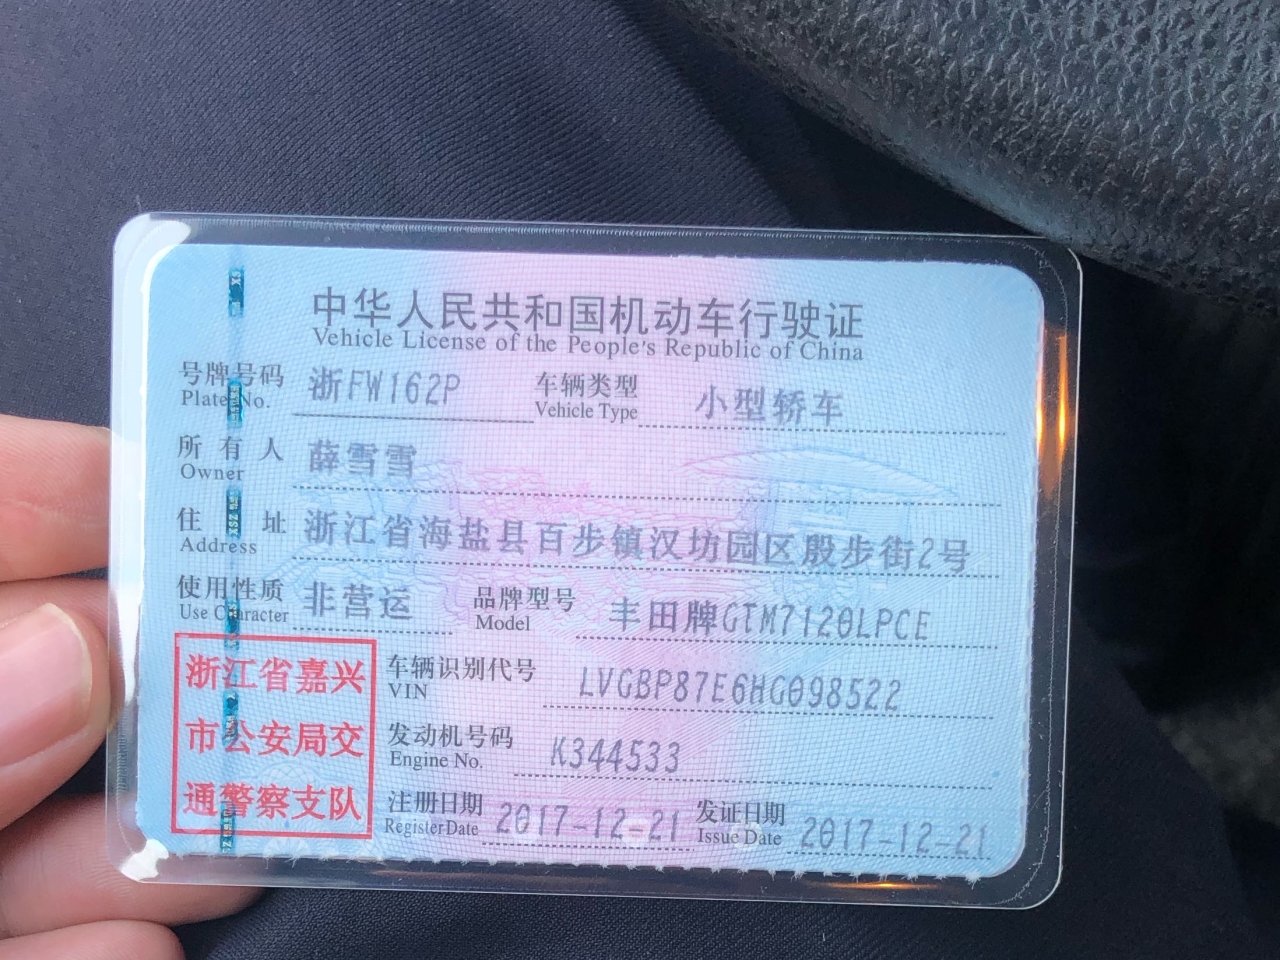 中华人民共和国机动车行驶证
Vehicle License of the People's Republic of China
号牌号码 浙FW162P 车辆类型 小型轿车
Plate No. Vehicle Type
所有人 薛雪雪
Owner
住址 浙江省海盐县百步镇汉坊园区殷步街2号
Address
使用性质 非营运 品牌型号 丰田牌GTM7120LPCE
Use Character Model
浙江省嘉兴
市公安局交
通警察支队
车辆识别代号 LVGBP87E6HG098522
VIN
发动机号码 K344533
Engine No.
注册日期 2017-12-21 发证日期 2017-12-21
Register Date Issue Date